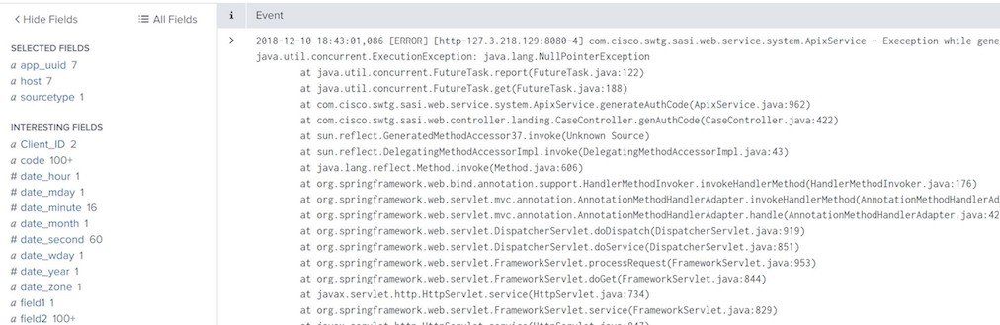 Hide Fields
All Fields
SELECTED FIELDS
a app_uuid 7
a host 7
a sourcetype 1
INTERESTING FIELDS
a Client_ID 2
a code 100+
# date_hour 1
# date_mday 1
# date_minute 16
a date_month 1
# date_second 60
a date_wday 1
# date_year 1
a date_zone 1
a field1 1
a field2 100+
i Event
2018-12-10 18:43:01,086 [ERROR] [http-127.3.218.129:8080-4] com.cisco.swtg.sasi.web.service.system.ApixService - Exeception while gene
java.util.concurrent.ExecutionException: java.lang.NullPointerException
at java.util.concurrent.FutureTask.report(FutureTask.java:122)
at java.util.concurrent.FutureTask.get(FutureTask.java:188)
at com.cisco.swtg.sasi.web.service.system.ApixService.generateAuthCode(ApixService.java:962)
at com.cisco.swtg.sasi.web.controller.landing.CaseController.genAuthCode(CaseController.java:422)
at sun.reflect.GeneratedMethodAccessor37.invoke(Unknown Source)
at sun.reflect.DelegatingMethodAccessorImpl.invoke(DelegatingMethodAccessorImpl.java:43)
at java.lang.reflect.Method.invoke(Method.java:606)
at org.springframework.web.bind.annotation.support.HandlerMethodInvoker.invokeHandlerMethod(HandlerMethodInvoker.java:176)
at org.springframework.web.servlet.mvc.annotation.AnnotationMethodHandlerAdapter.invokeHandlerMethod(AnnotationMethodHandlerAd
at org.springframework.web.servlet.mvc.annotation.AnnotationMethodHandlerAdapter.handle(AnnotationMethodHandlerAdapter.java:42
at org.springframework.web.servlet.DispatcherServlet.doDispatch(DispatcherServlet.java:919)
at org.springframework.web.servlet.DispatcherServlet.doService(DispatcherServlet.java:851)
at org.springframework.web.servlet.FrameworkServlet.processRequest(FrameworkServlet.java:953)
at org.springframework.web.servlet.FrameworkServlet.doGet(FrameworkServlet.java:844)
at javax.servlet.http.HttpServlet.service(HttpServlet.java:734)
at org.springframework.web.servlet.FrameworkServlet.service(FrameworkServlet.java:829)